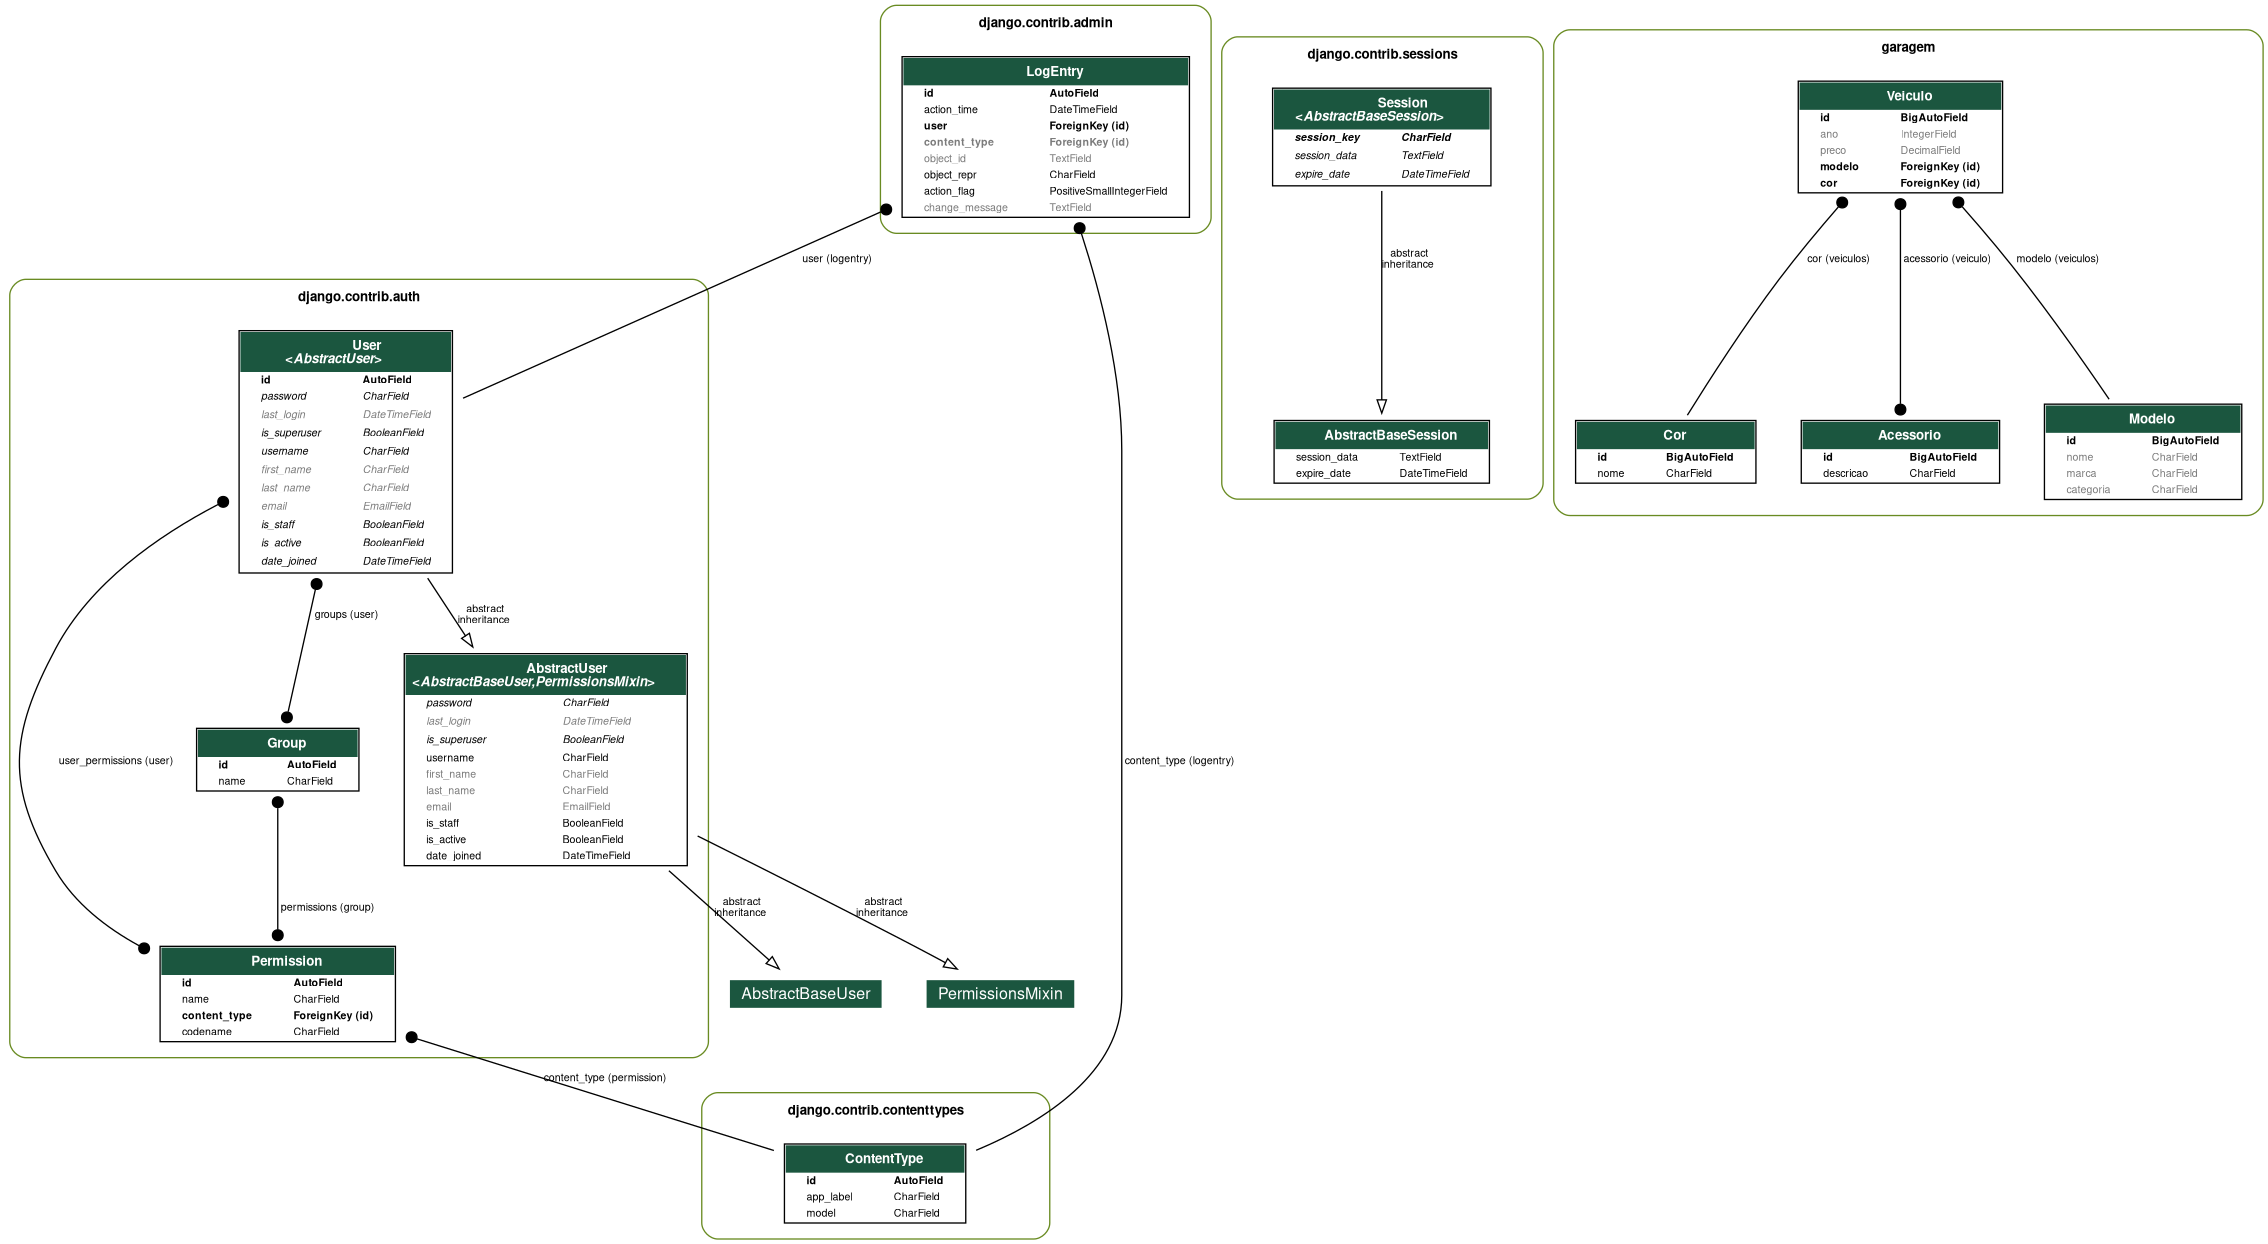 django.contrib.admin
LogEntry
id AutoField
action_time DateTimeField
user ForeignKey (id)
content_type ForeignKey (id)
object_id TextField
object_repr CharField
action_flag PositiveSmallIntegerField
change_message TextField
django.contrib.sessions
Session
<AbstractBaseSession>
session_key CharField
session_data TextField
expire_date DateTimeField
abstract
inheritance
AbstractBaseSession
session_data TextField
expire_date DateTimeField
garagem
Veiculo
id BigAutoField
ano IntegerField
preco DecimalField
modelo ForeignKey (id)
cor ForeignKey (id)
cor (veiculos)
acessorio (veiculo)
modelo (veiculos)
Cor
id BigAutoField
nome CharField
Acessorio
id BigAutoField
descricao CharField
Modelo
id BigAutoField
nome CharField
marca CharField
categoria CharField
user (logentry)
django.contrib.auth
User
<AbstractUser>
id AutoField
password CharField
last_login DateTimeField
is_superuser BooleanField
username CharField
first_name CharField
last_name CharField
email EmailField
is_staff BooleanField
is_active BooleanField
date_joined DateTimeField
groups (user)
abstract
inheritance
AbstractUser
<AbstractBaseUser,PermissionsMixin>
password CharField
last_login DateTimeField
is_superuser BooleanField
username CharField
first_name CharField
last_name CharField
email EmailField
is_staff BooleanField
is_active BooleanField
date_joined DateTimeField
Group
id AutoField
name CharField
user_permissions (user)
content_type (logentry)
permissions (group)
abstract
inheritance
abstract
inheritance
Permission
id AutoField
name CharField
content_type ForeignKey (id)
codename CharField
AbstractBaseUser
PermissionsMixin
content_type (permission)
django.contrib.contenttypes
ContentType
id AutoField
app_label CharField
model CharField